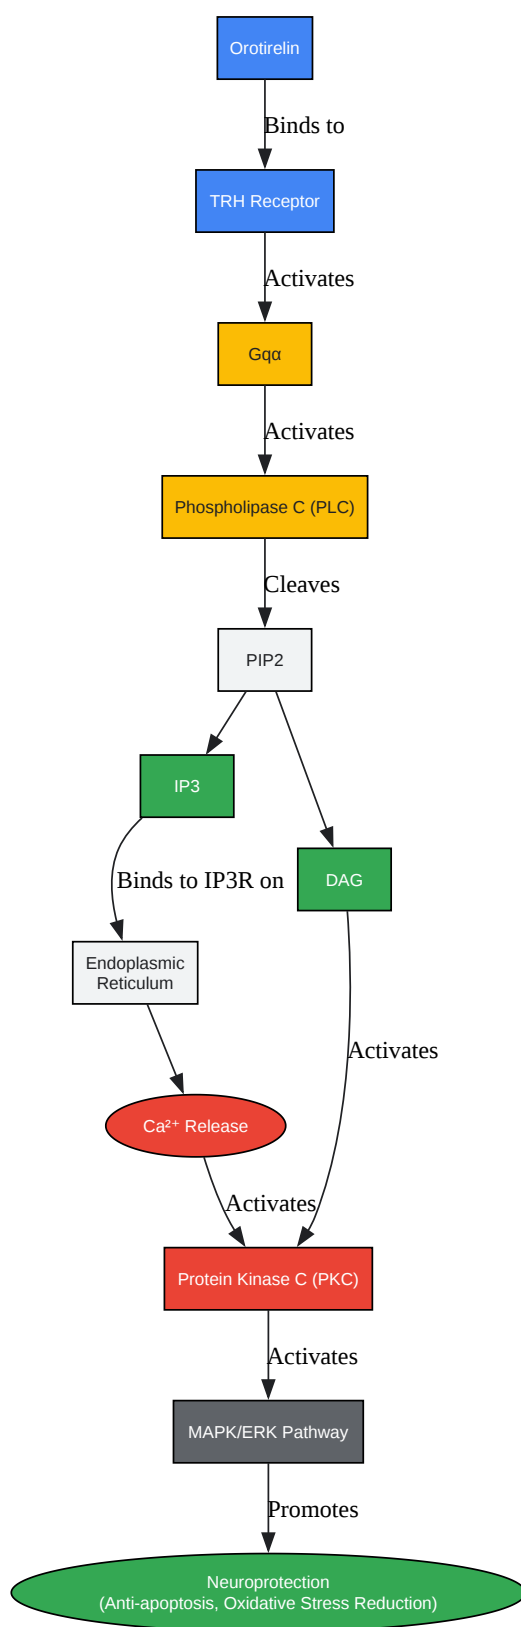 Orotirelin
Binds to
TRH Receptor
Activates
Gqα
Activates
Phospholipase C (PLC)
Cleaves
PIP2
IP3
Binds to IP3R on
DAG
Endoplasmic
Reticulum
Activates
Ca²⁺ Release
Activates
Protein Kinase C (PKC)
Activates
MAPK/ERK Pathway
Promotes
Neuroprotection
(Anti-apoptosis, Oxidative Stress Reduction)